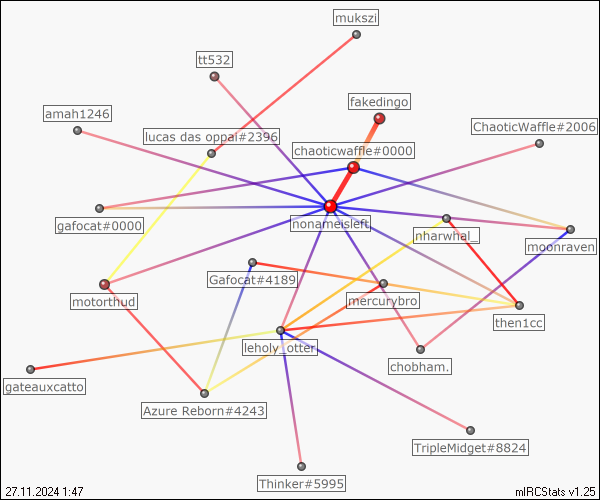 mukszi
tt532
fakedingo
amah1246
ChaoticWaffle#2006
lucas das oppai#2396
chaoticwaffle#0000
gafocat#0000
nonameisleft
nharwhal_
moonraven
Gafocat#4189
motorthud
mercurybro
then1cc
leholy_otter
chobham.
gateauxcatto
Azure Reborn#4243
TripleMidget#8824
Thinker#5995
27.11.2024 1:47
mIRCStats v1.25